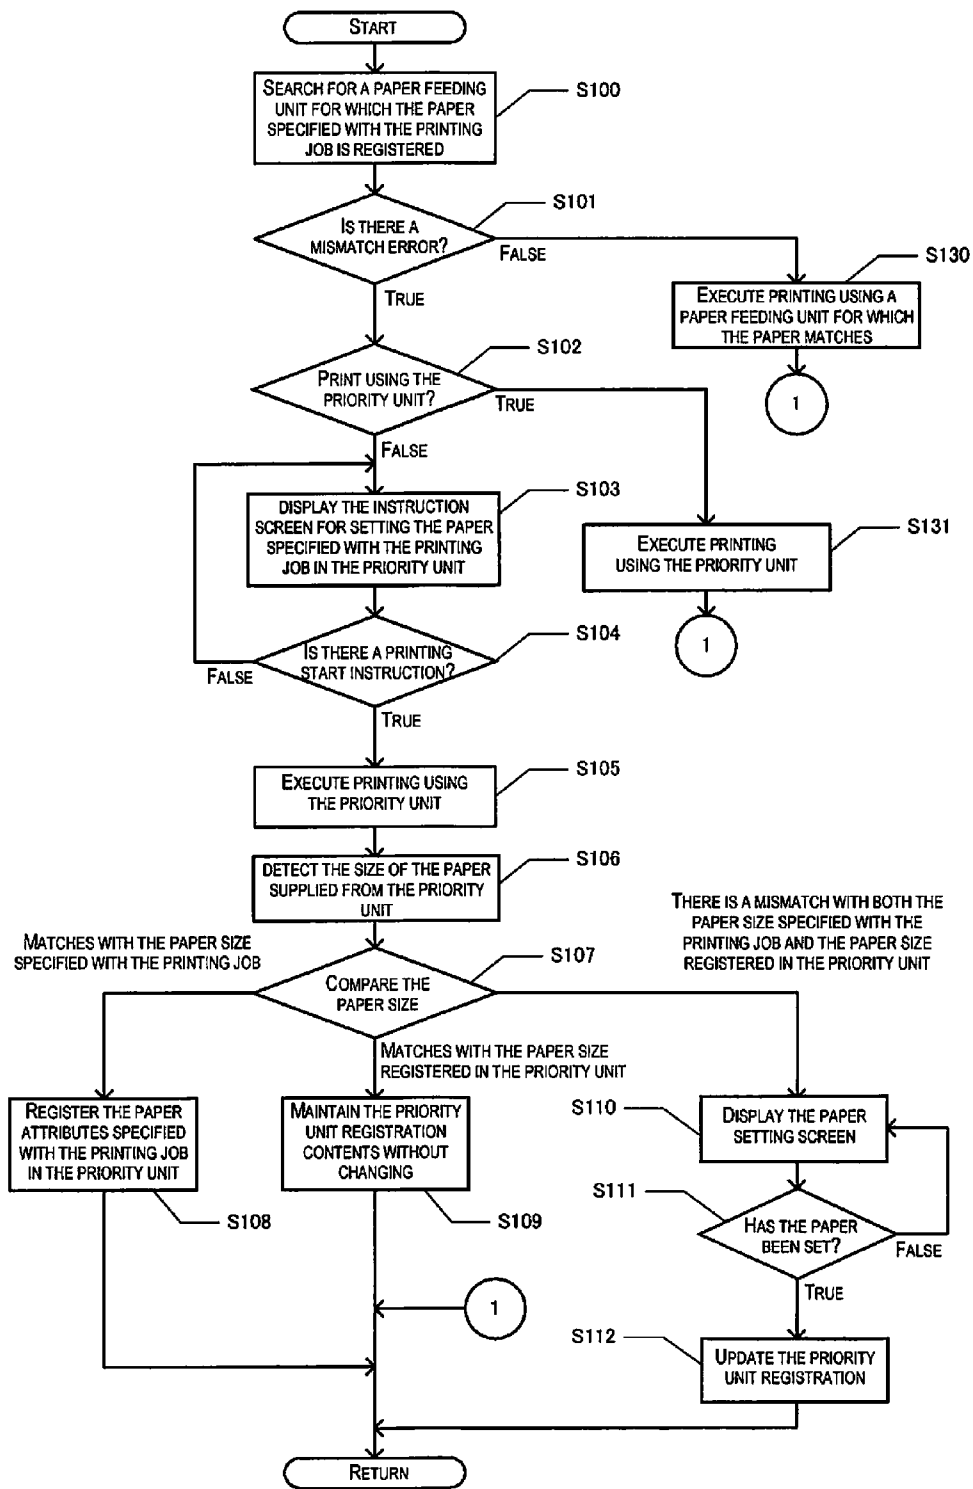 START
SEARCH FOR A PAPER FEEDING
UNIT FOR WHICH THE PAPER
SPECIFIED WITH THE PRINTING
JOB IS REGISTERED
S100
IS THERE A
MISMATCH ERROR?
S101
FALSE
TRUE
EXECUTE PRINTING USING A
PAPER FEEDING UNIT FOR WHICH
THE PAPER MATCHES
S130
1
PRINT USING THE
PRIORITY UNIT?
S102
TRUE
FALSE
DISPLAY THE INSTRUCTION
SCREEN FOR SETTING THE PAPER
SPECIFIED WITH THE PRINTING
JOB IN THE PRIORITY UNIT
S103
EXECUTE PRINTING
USING THE PRIORITY UNIT
S131
1
IS THERE A PRINTING
START INSTRUCTION?
S104
FALSE
TRUE
EXECUTE PRINTING USING
THE PRIORITY UNIT
S105
DETECT THE SIZE OF THE PAPER
SUPPLIED FROM THE PRIORITY
UNIT
S106
MATCHES WITH THE PAPER SIZE
SPECIFIED WITH THE PRINTING JOB
COMPARE THE
PAPER SIZE
S107
THERE IS A MISMATCH WITH BOTH THE
PAPER SIZE SPECIFIED WITH THE
PRINTING JOB AND THE PAPER SIZE
REGISTERED IN THE PRIORITY UNIT
MATCHES WITH THE PAPER SIZE
REGISTERED IN THE PRIORITY UNIT
REGISTER THE PAPER
ATTRIBUTES SPECIFIED
WITH THE PRINTING JOB
IN THE PRIORITY UNIT
S108
MAINTAIN THE PRIORITY
UNIT REGISTRATION
CONTENTS WITHOUT
CHANGING
S109
S110
DISPLAY THE PAPER
SETTING SCREEN
S111
HAS THE PAPER
BEEN SET?
FALSE
TRUE
1
S112
UPDATE THE PRIORITY
UNIT REGISTRATION
RETURN